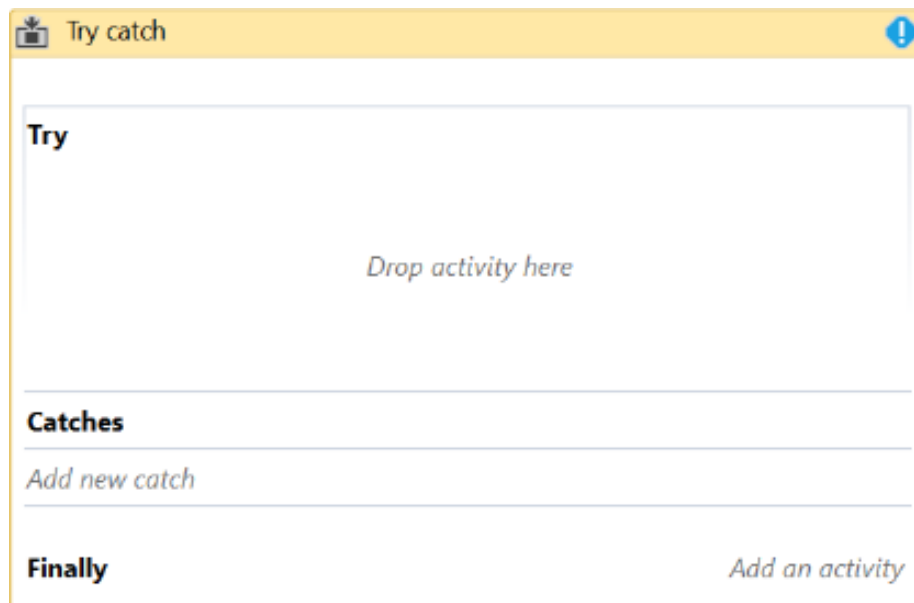 Try catch
Try
Drop activity here
Catches
Add new catch
Finally Add an activity